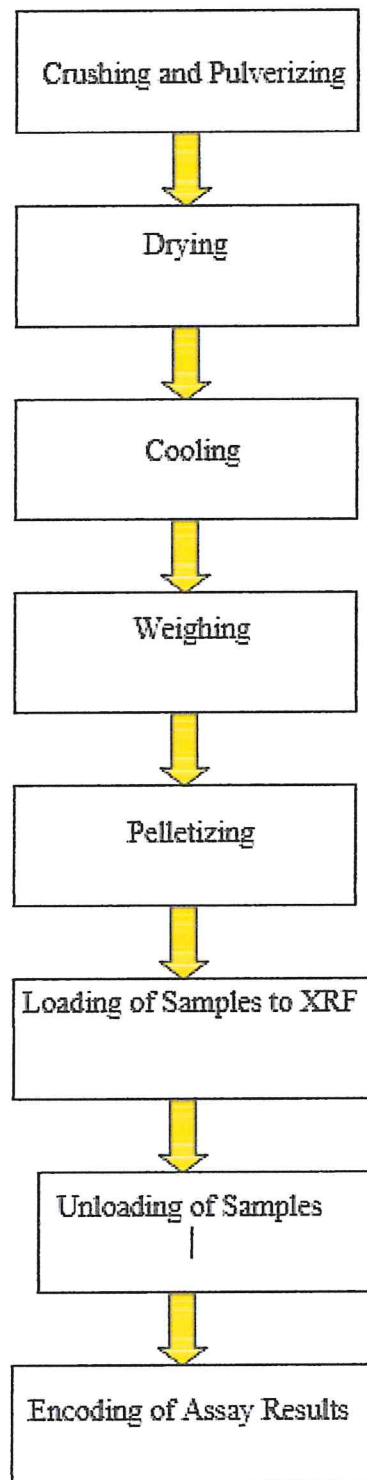 Crushing and Pulverizing
Drying
Cooling
Weighing
Pelletizing
Loading of Samples to XRF
Unloading of Samples
Encoding of Assay Results